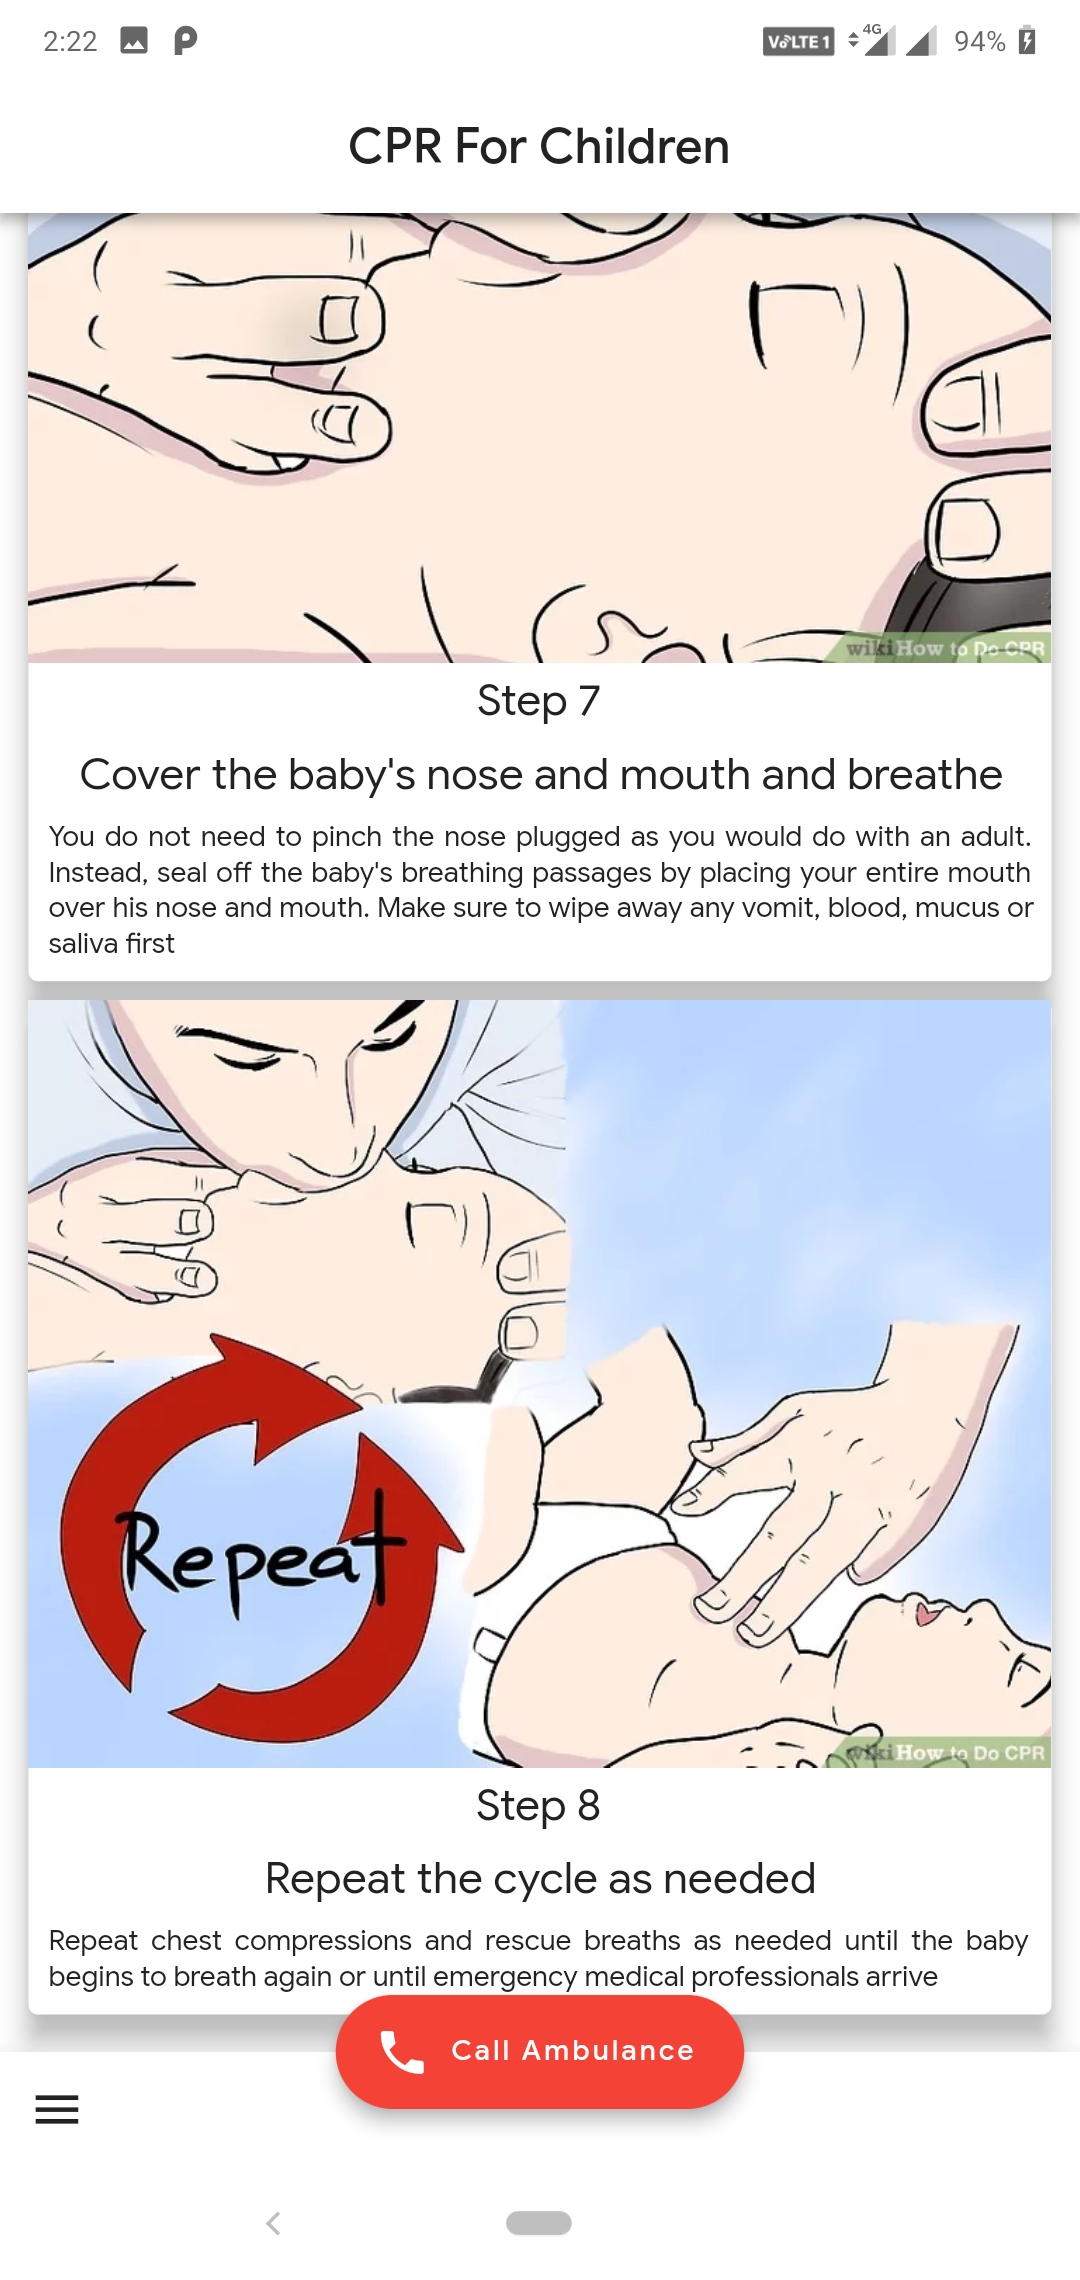 2:22
VoLTE 1
4G
94%
CPR For Children
wikiHow to Do CPR
Step 7
Cover the baby's nose and mouth and breathe
You do not need to pinch the nose plugged as you would do with an adult.
Instead, seal off the baby's breathing passages by placing your entire mouth
over his nose and mouth. Make sure to wipe away any vomit, blood, mucus or
saliva first
Repeat
wikiHow to Do CPR
Step 8
Repeat the cycle as needed
Repeat chest compressions and rescue breaths as needed until the baby
begins to breath again or until emergency medical professionals arrive
Call Ambulance